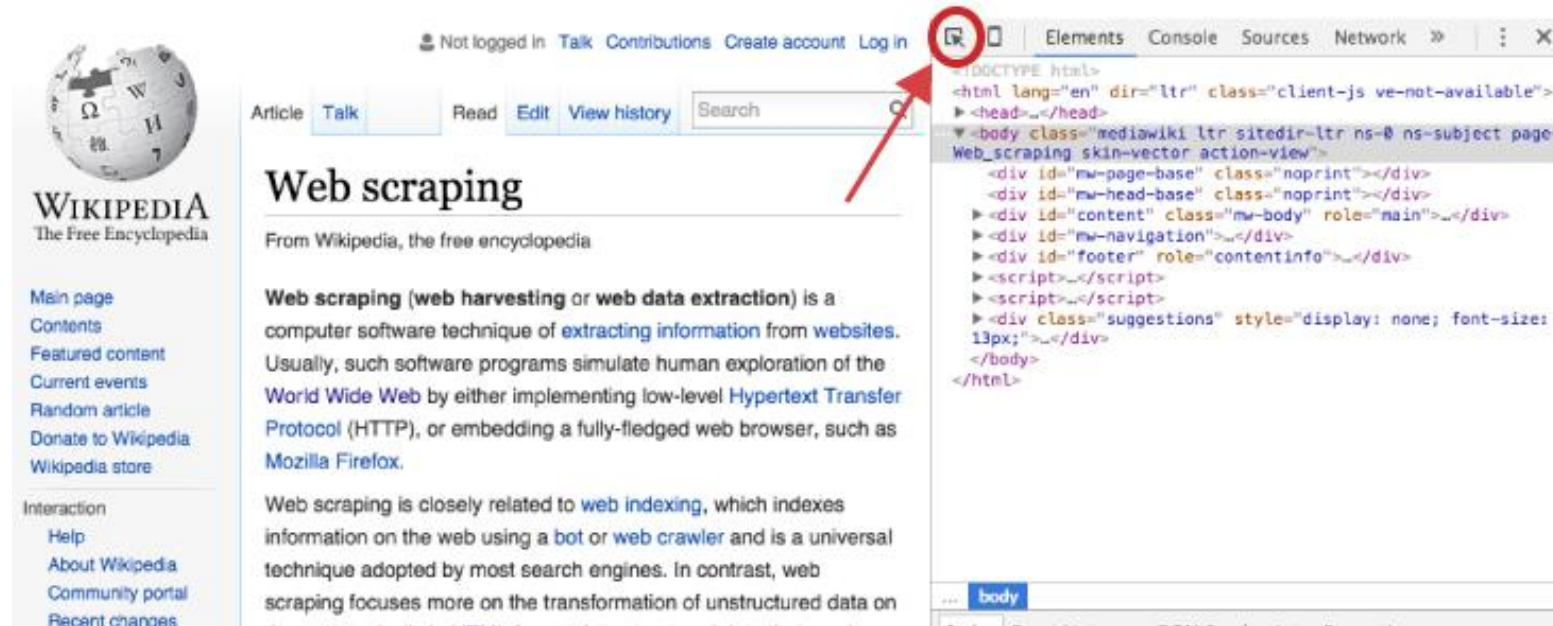 Not logged in Talk Contributions Create account Log in
Article Talk Read Edit View history Search
WIKIPEDIA
The Free Encyclopedia
Main page
Contents
Featured content
Current events
Random article
Donate to Wikipedia
Wikipedia store
Interaction
Help
About Wikipedia
Community portal
Recent changes
Web scraping
From Wikipedia, the free encyclopedia
Web scraping (web harvesting or web data extraction) is a
computer software technique of extracting information from websites.
Usually, such software programs simulate human exploration of the
World Wide Web by either implementing low-level Hypertext Transfer
Protocol (HTTP), or embedding a fully-fledged web browser, such as
Mozilla Firefox.
Web scraping is closely related to web indexing, which indexes
information on the web using a bot or web crawler and is a universal
technique adopted by most search engines. In contrast, web
scraping focuses more on the transformation of unstructured data on
Elements Console Sources Network »
<!DOCTYPE html>
<html lang="en" dir="ltr" class="client-js ve-not-available">
▶<head>…</head>
▼<body class="mediawiki ltr sitedir-ltr ns-0 ns-subject page
Web_scraping skin-vector action-view">
<div id="mw-page-base" class="noprint"></div>
<div id="mw-head-base" class="noprint"></div>
▶<div id="content" class="mw-body" role="main">…</div>
▶<div id="mw-navigation">…</div>
▶<div id="footer" role="contentinfo">…</div>
▶<script>…</script>
▶<script>…</script>
▶<div class="suggestions" style="display: none; font-size:
13px;">…</div>
</body>
</html>
... body